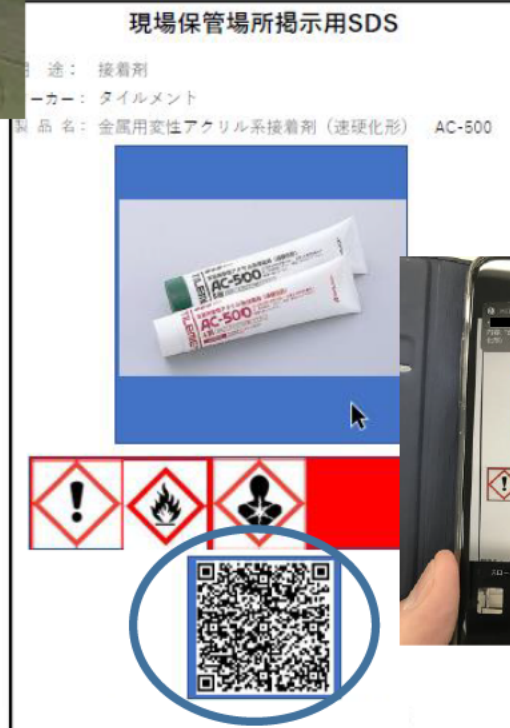 現場保管場所掲示用SDS
途： 接着剤
ーカー： タイルメント
製 品 名： 金属用変性アクリル系接着剤（速硬化形） AC-500
AC-500
AC-500